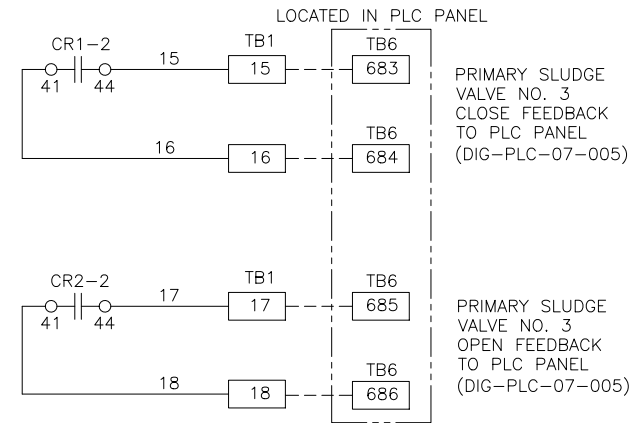 LOCATED IN PLC PANEL
CR1-2
15
TB1
TB6
41
44
15
683
PRIMARY SLUDGE
VALVE NO. 3
CLOSE FEEDBACK
TO PLC PANEL
(DIG-PLC-07-005)
16
TB6
16
684
CR2-2
17
TB1
TB6
41
44
17
685
PRIMARY SLUDGE
VALVE NO. 3
OPEN FEEDBACK
TO PLC PANEL
(DIG-PLC-07-005)
18
TB6
18
686